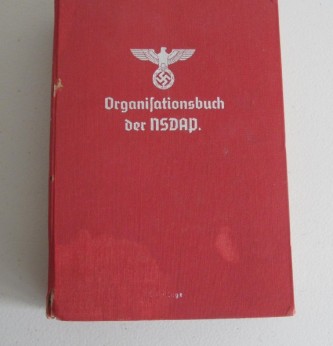 Organiſationsbuch
der NSDAP.